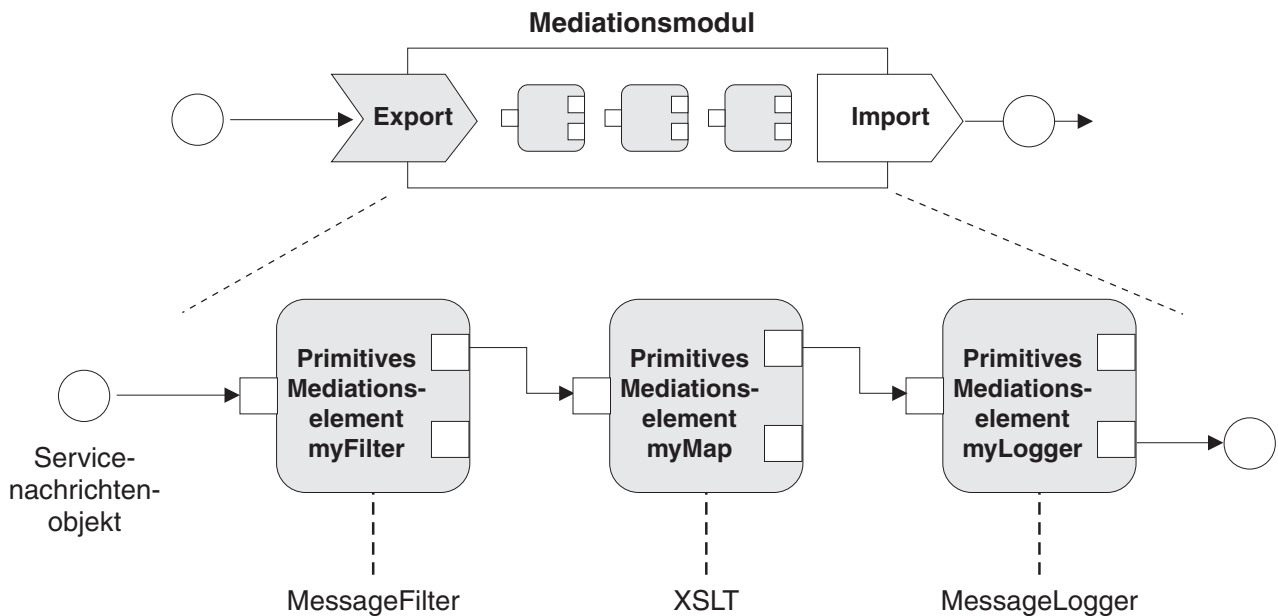 Mediationsmodul
Export
Import
Primitives
Mediations-
element
myFilter
Primitives
Mediations-
element
myMap
Primitives
Mediations-
element
myLogger
Service-
nachrichten-
objekt
MessageFilter
XSLT
MessageLogger